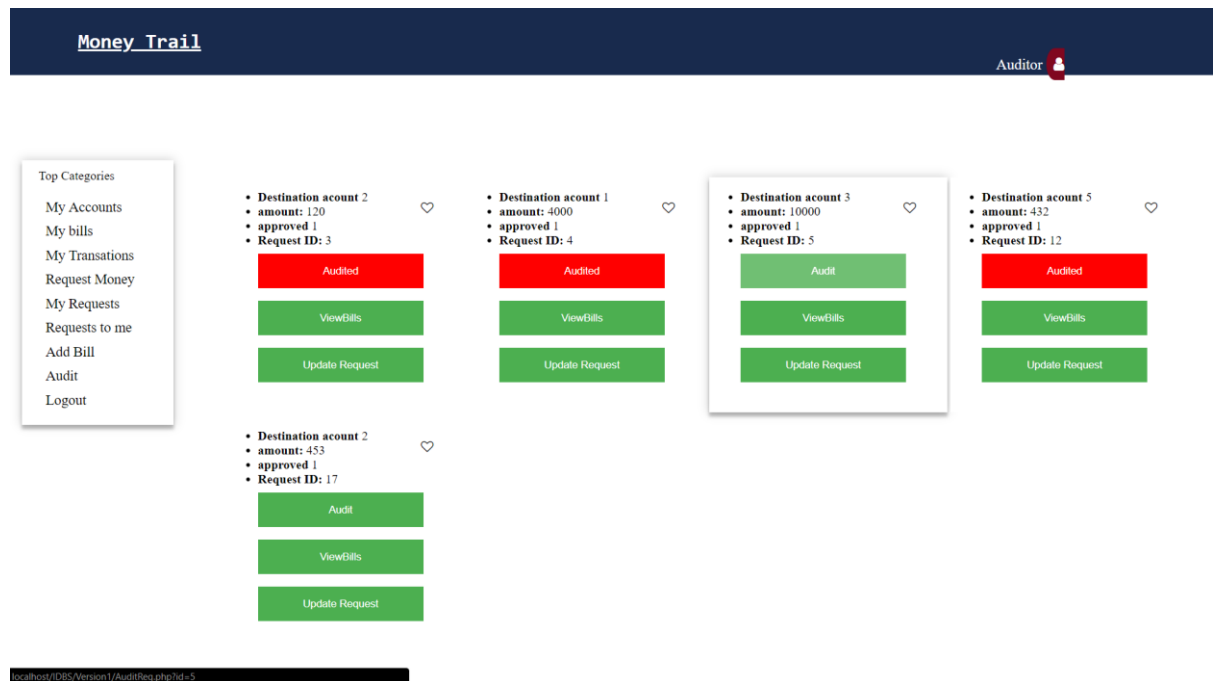 Money Trail
Auditor
Top Categories
My Accounts
My bills
My Transations
Request Money
My Requests
Requests to me
Add Bill
Audit
Logout
Destination acount 2
amount: 120
approved 1
Request ID: 3
Audited
ViewBills
Update Request
Destination acount 1
amount: 4000
approved 1
Request ID: 4
Audited
ViewBills
Update Request
Destination acount 3
amount: 10000
approved 1
Request ID: 5
Audit
ViewBills
Update Request
Destination acount 5
amount: 432
approved 1
Request ID: 12
Audited
ViewBills
Update Request
Destination acount 2
amount: 453
approved 1
Request ID: 17
Audit
ViewBills
Update Request
localhost/IDBS/Version1/AuditReq.php?id=5